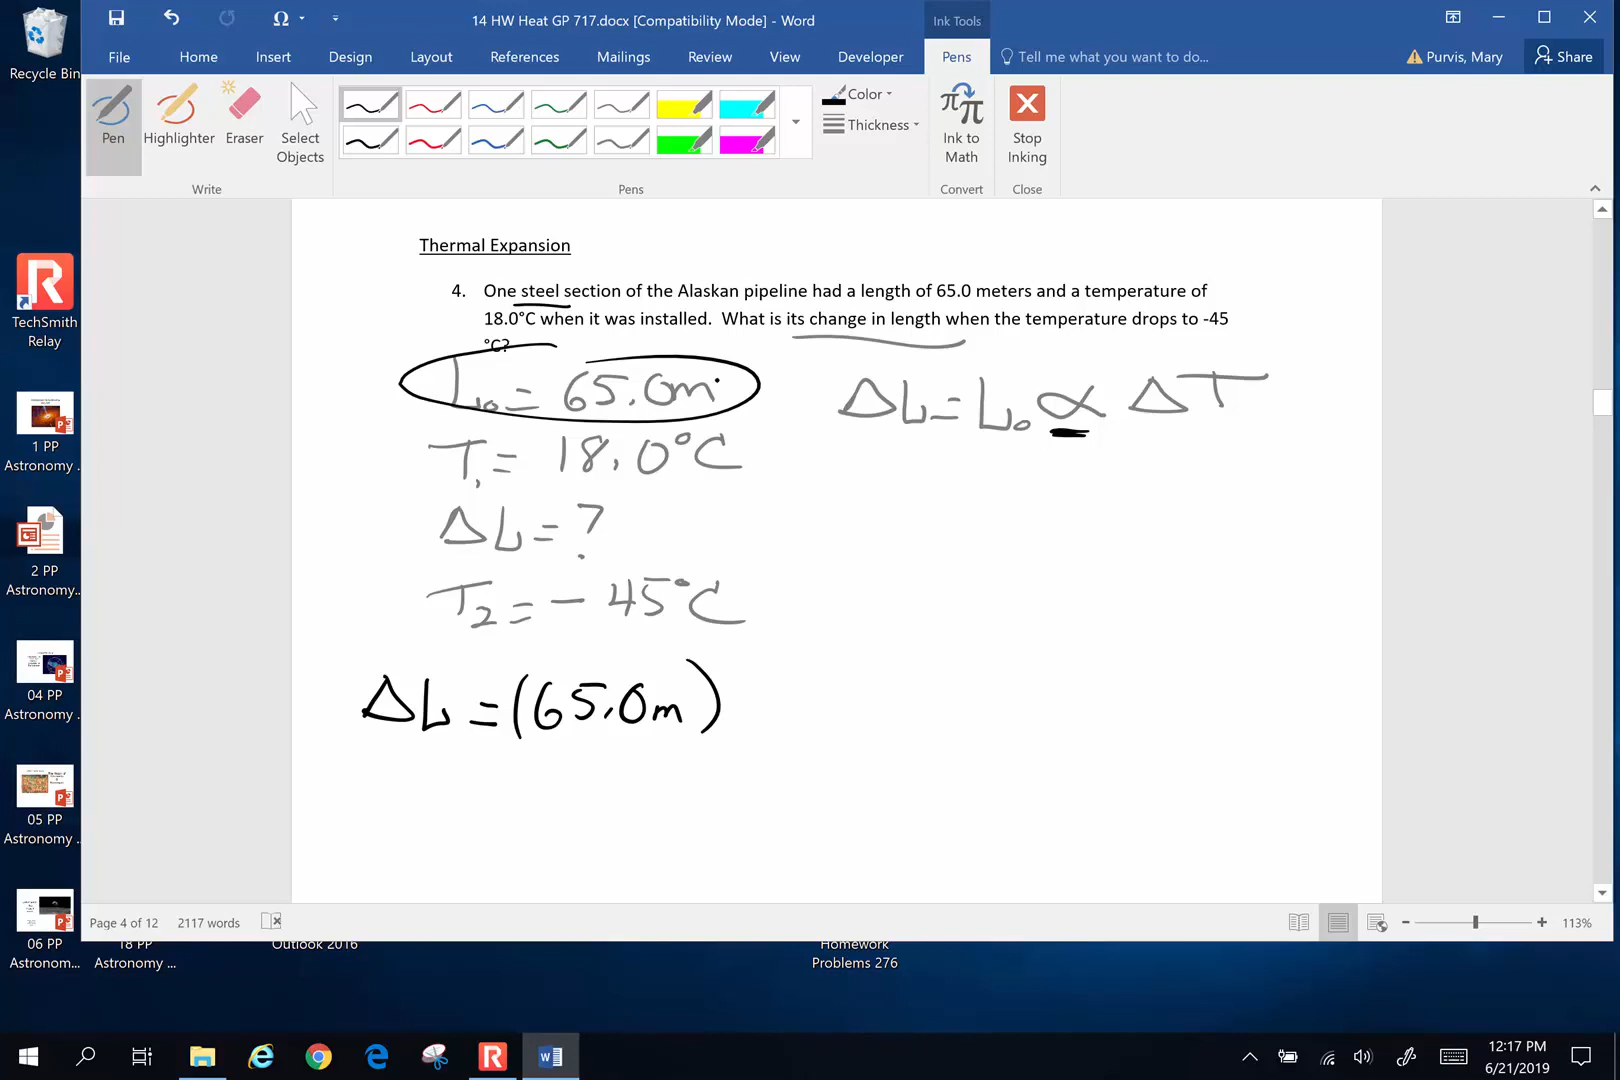 Recycle Bin
TechSmith
Relay
1 PP
Astronomy ...
2 PP
Astronomy...
04 PP
Astronomy ...
05 PP
Astronomy ...
06 PP
Astronom...
18 PP
Astronomy ...
Outlook 2016
Homework
Problems 276
14 HW Heat GP 717.docx [Compatibility Mode] - Word
Ink Tools
File
Home
Insert
Design
Layout
References
Mailings
Review
View
Developer
Pens
Tell me what you want to do...
Purvis, Mary
Share
Pen
Highlighter
Eraser
Select
Objects
Write
Color
Thickness
Pens
Ink to
Math
Convert
Stop
Inking
Close
Thermal Expansion
4. One steel section of the Alaskan pipeline had a length of 65.0 meters and a temperature of
18.0°C when it was installed. What is its change in length when the temperature drops to -45
°C?
L₀ = 65.0m
ΔL = L₀ ∝ ΔT
T₁ = 18.0°C
ΔL = ?
T₂ = - 45°C
ΔL = (65.0m)
Page 4 of 12
2117 words
113%
12:17 PM
6/21/2019